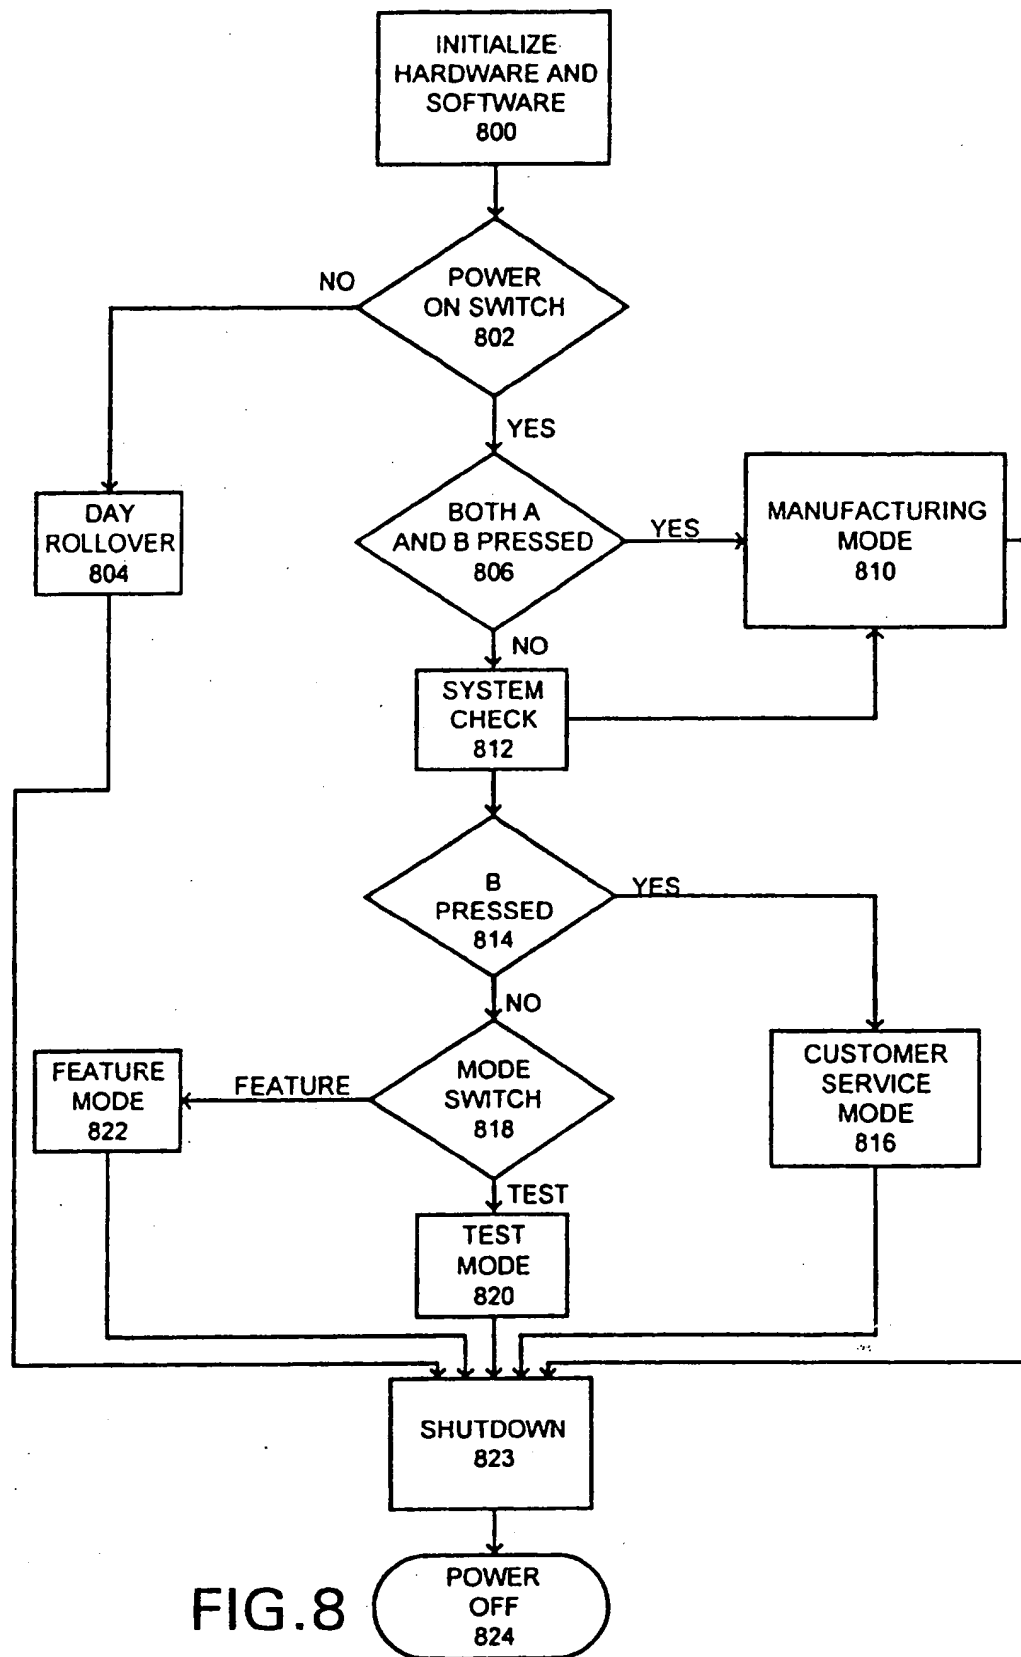 INITIALIZE
HARDWARE AND
SOFTWARE
800
NO
POWER
ON SWITCH
802
YES
DAY
ROLLOVER
804
BOTH A
AND B PRESSED
806
YES
MANUFACTURING
MODE
810
NO
SYSTEM
CHECK
812
B
PRESSED
814
YES
NO
FEATURE
MODE
822
FEATURE
MODE
SWITCH
818
CUSTOMER
SERVICE
MODE
816
TEST
TEST
MODE
820
SHUTDOWN
823
POWER
OFF
824
FIG.8